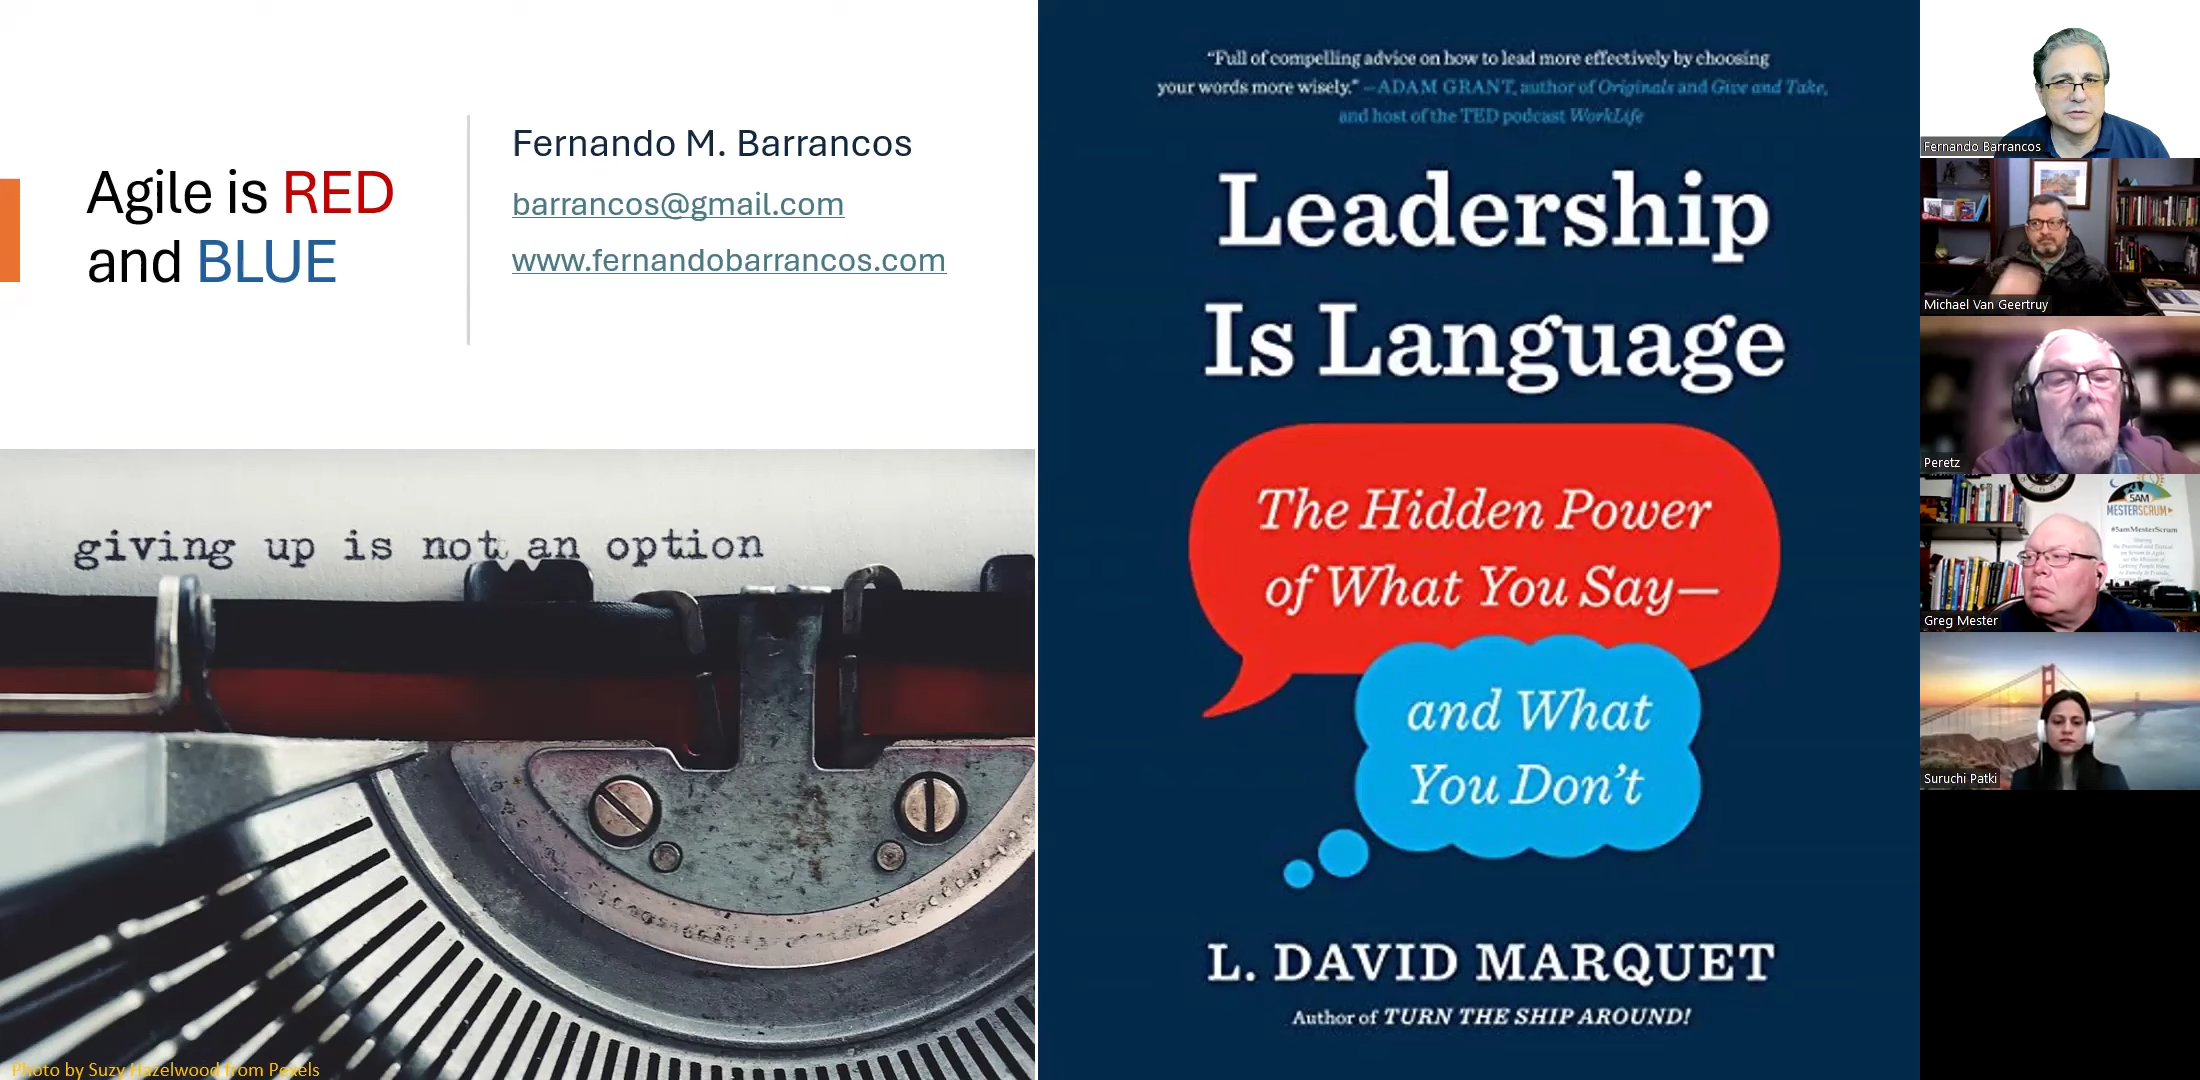 Agile is RED
and BLUE
Fernando M. Barrancos
barrancos@gmail.com
www.fernandobarrancos.com
giving up is not an option
Photo by Suzy Hazelwood from Pexels
“Full of compelling advice on how to lead more effectively by choosing
your words more wisely.” —ADAM GRANT, author of Originals and Give and Take,
and host of the TED podcast WorkLife
Leadership
Is Language
The Hidden Power
of What You Say—
and What
You Don’t
L. DAVID MARQUET
Author of TURN THE SHIP AROUND!
Fernando Barrancos
Michael Van Geertruy
Peretz
5AM
MESTERSCRUM
#5amMesterScrum
Greg Mester
Suruchi Patki